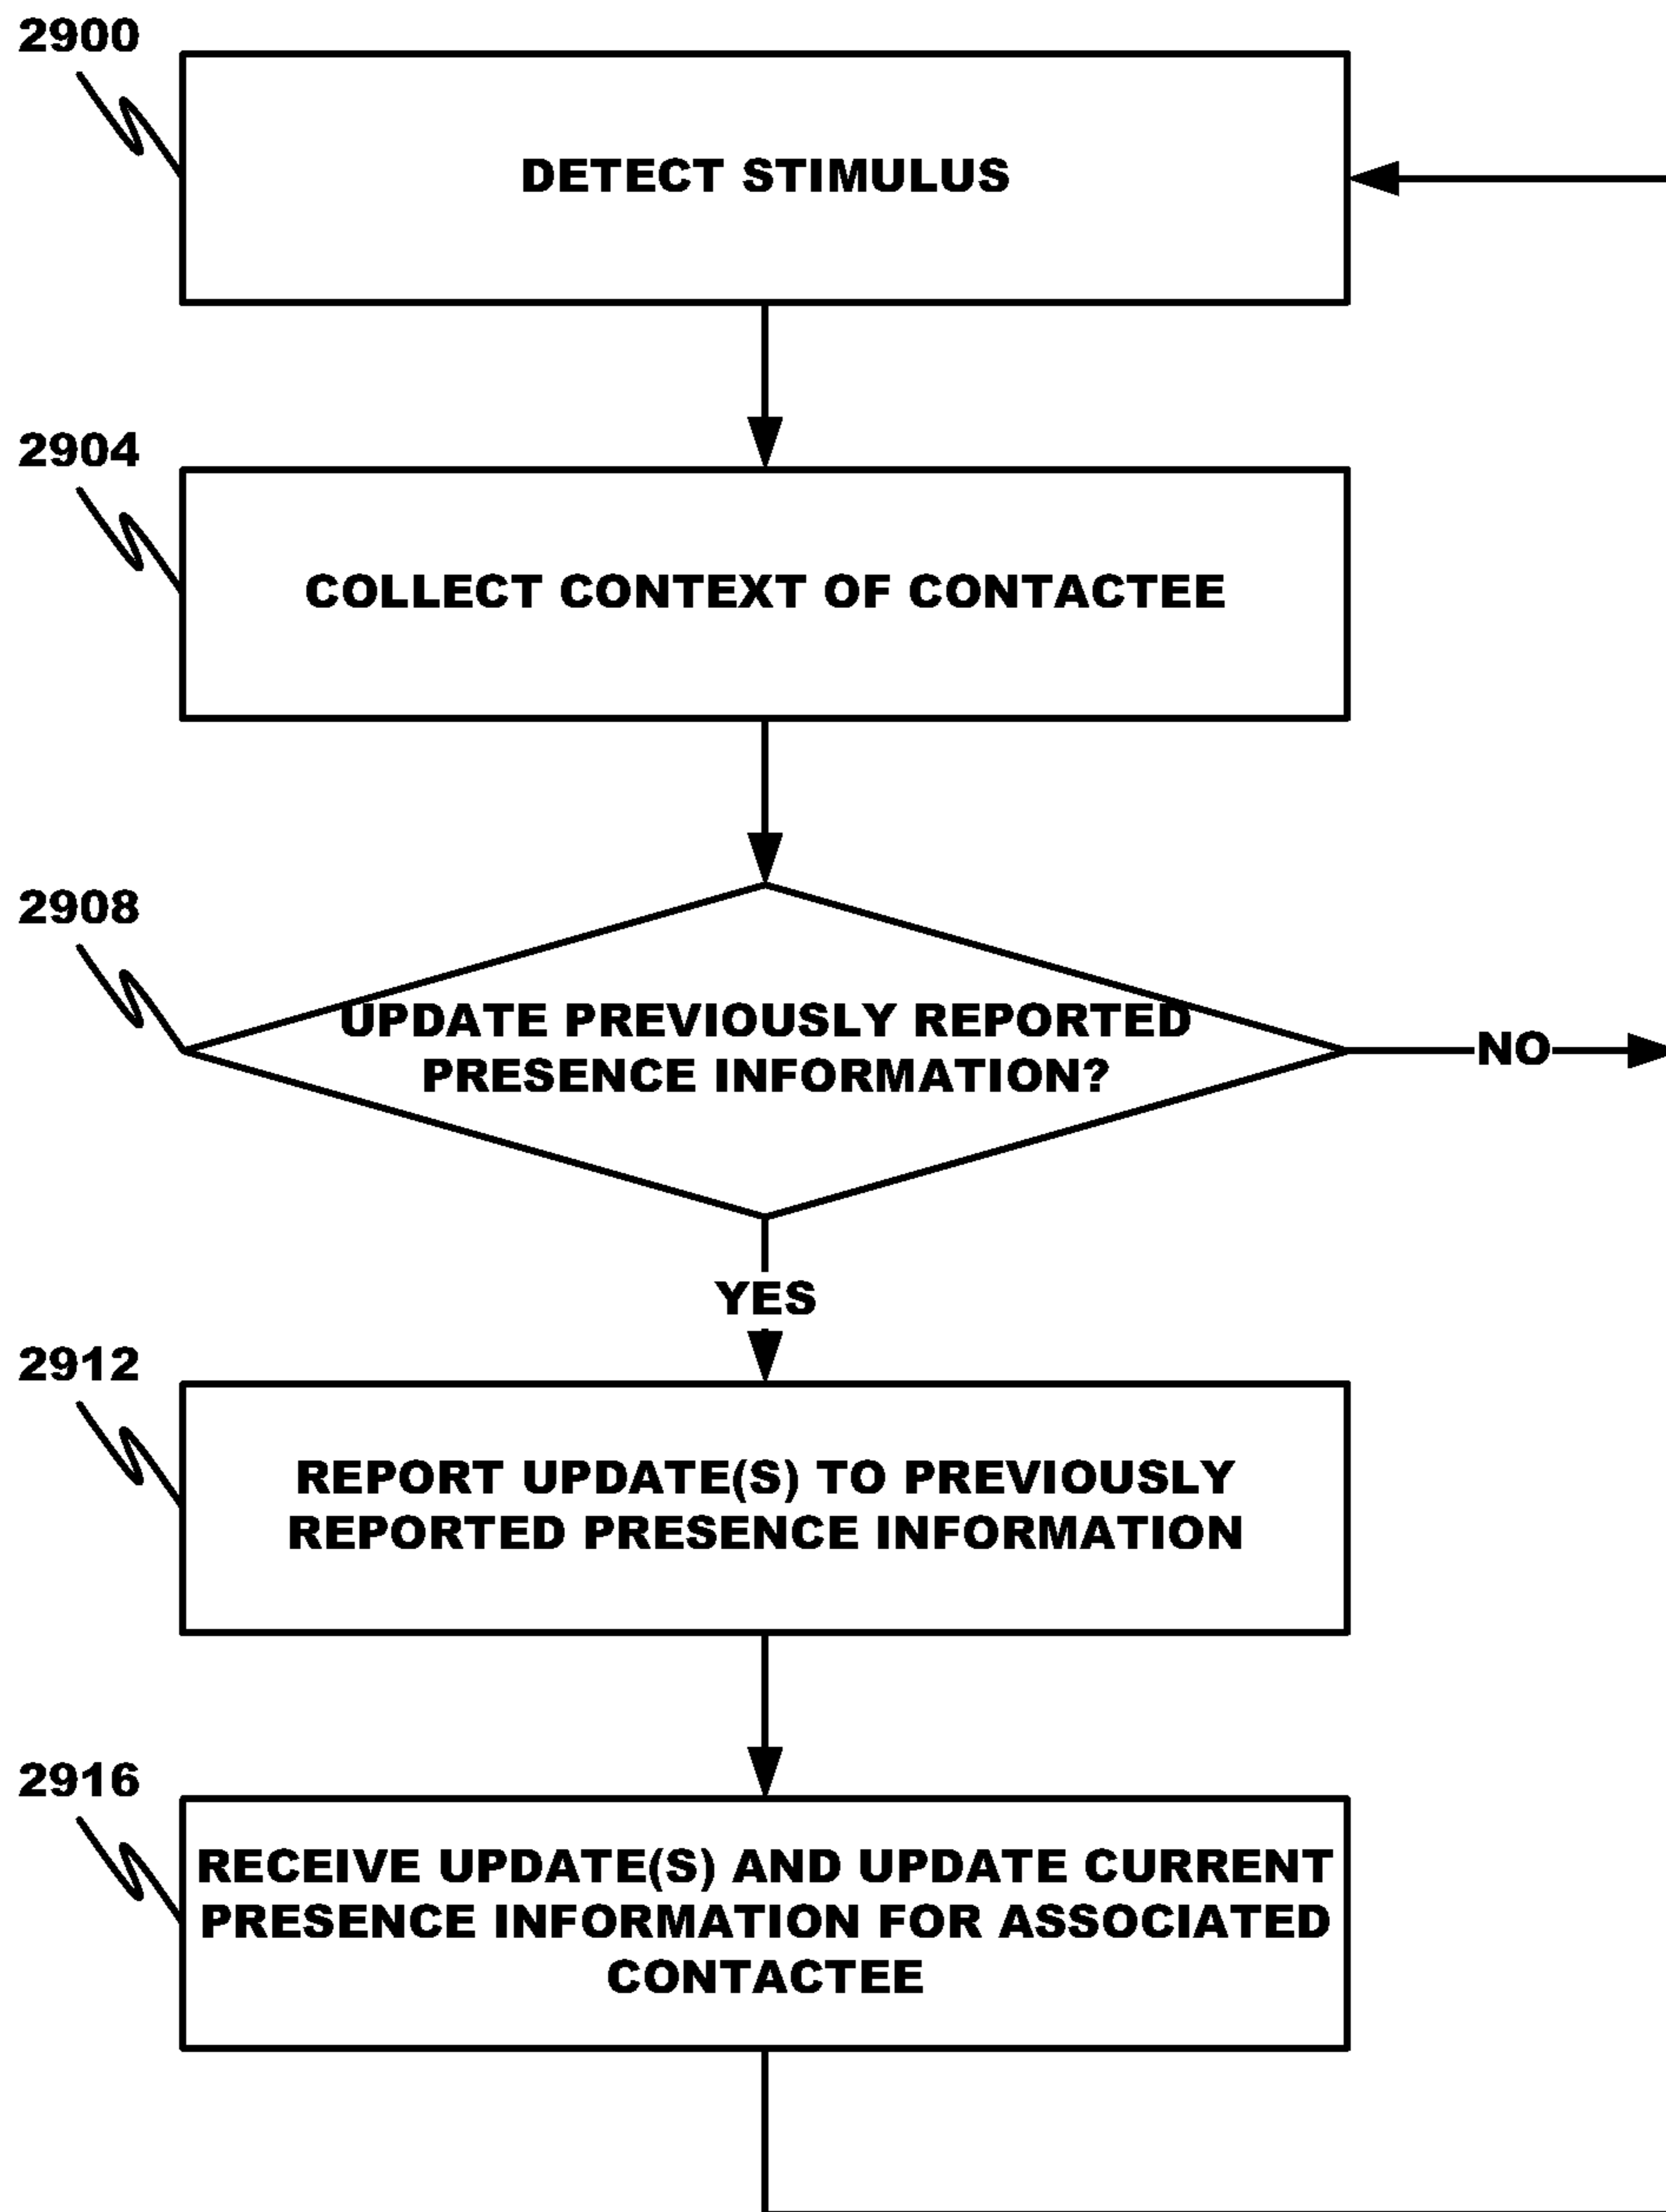 2900
DETECT STIMULUS
2904
COLLECT CONTEXT OF CONTACTEE
2908
UPDATE PREVIOUSLY REPORTED
PRESENCE INFORMATION?
NO
YES
2912
REPORT UPDATE(S) TO PREVIOUSLY
REPORTED PRESENCE INFORMATION
2916
RECEIVE UPDATE(S) AND UPDATE CURRENT
PRESENCE INFORMATION FOR ASSOCIATED
CONTACTEE